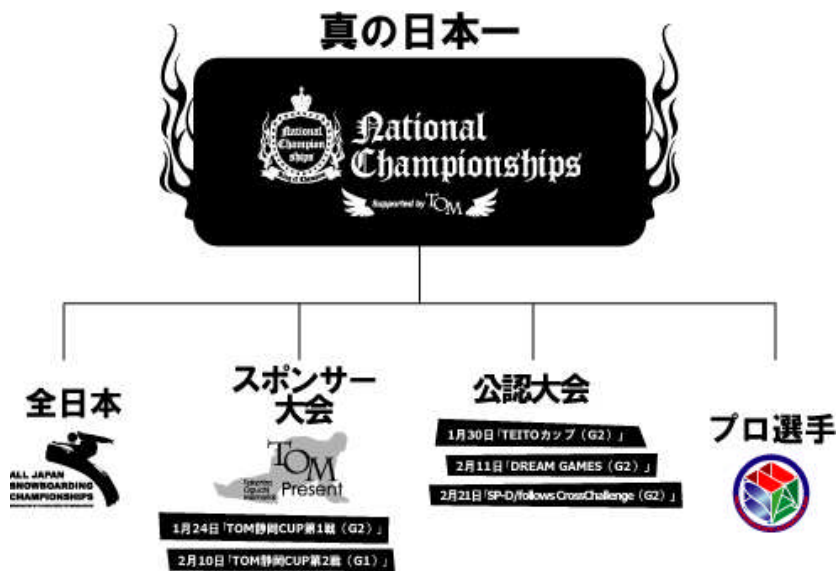 真の日本一
National
Champion
ships
National
Championships
Supported by TOM
全日本
ALL JAPAN
SNOWBOARDING
CHAMPIONSHIPS
スポンサー
大会
TOM
Present
1月24日「TOM静岡CUP第1戦（G2）」
2月10日「TOM静岡CUP第2戦（G1）」
公認大会
1月30日「TEITOカップ（G2）」
2月11日「DREAM GAMES（G2）」
2月21日「SP-D/follows CrossChallenge（G2）」
プロ選手